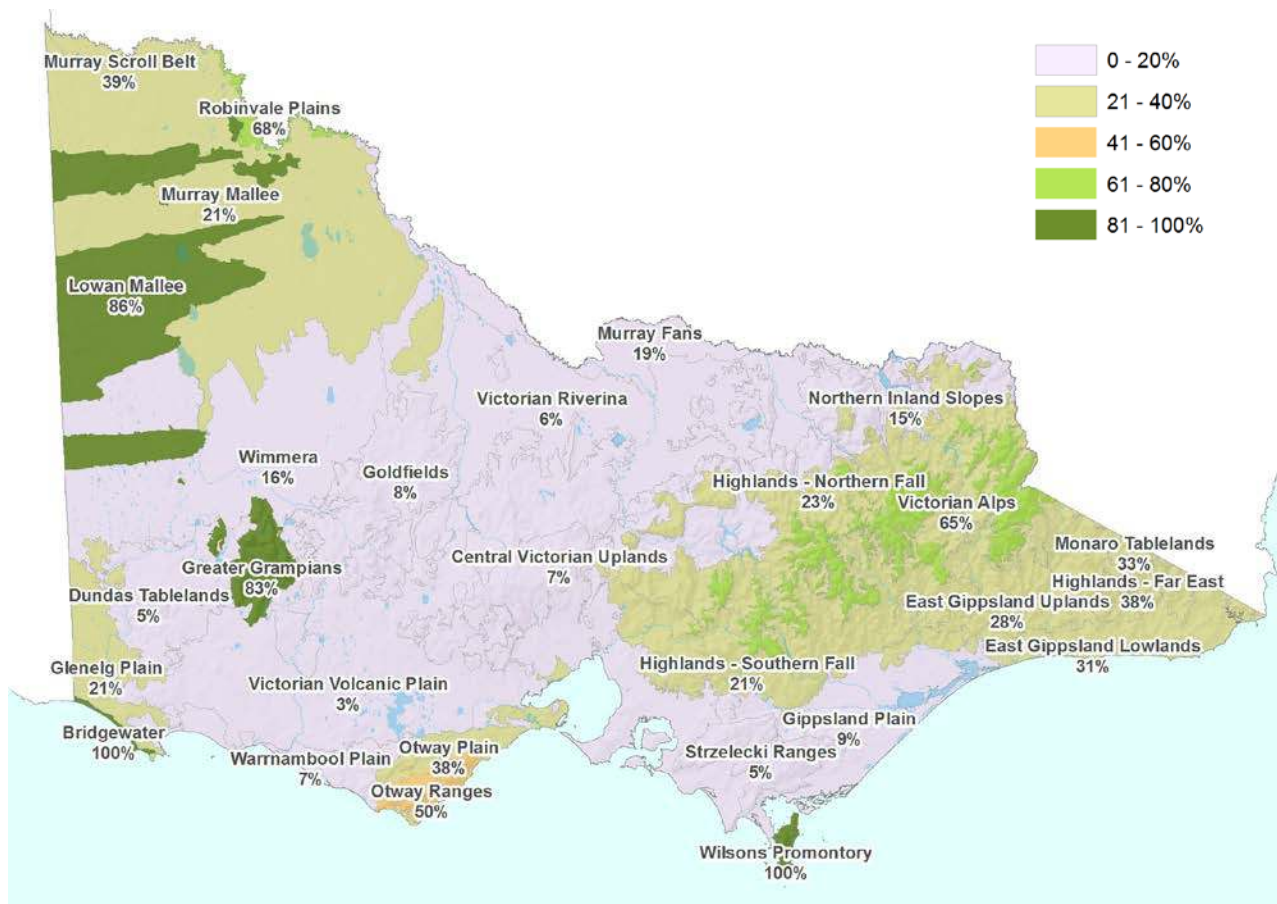 0 - 20%
21 - 40%
41 - 60%
61 - 80%
81 - 100%
Murray Scroll Belt
39%
Robinvale Plains
68%
Murray Mallee
21%
Lowan Mallee
86%
Murray Fans
19%
Victorian Riverina
6%
Northern Inland Slopes
15%
Wimmera
16%
Goldfields
8%
Highlands - Northern Fall
23%
Victorian Alps
65%
Monaro Tablelands
33%
Highlands - Far East
38%
Central Victorian Uplands
7%
Greater Grampians
83%
Dundas Tablelands
5%
East Gippsland Uplands
28%
East Gippsland Lowlands
31%
Glenelg Plain
21%
Victorian Volcanic Plain
3%
Highlands - Southern Fall
21%
Gippsland Plain
9%
Bridgewater
100%
Warrnambool Plain
7%
Otway Plain
38%
Strzelecki Ranges
5%
Otway Ranges
50%
Wilsons Promontory
100%